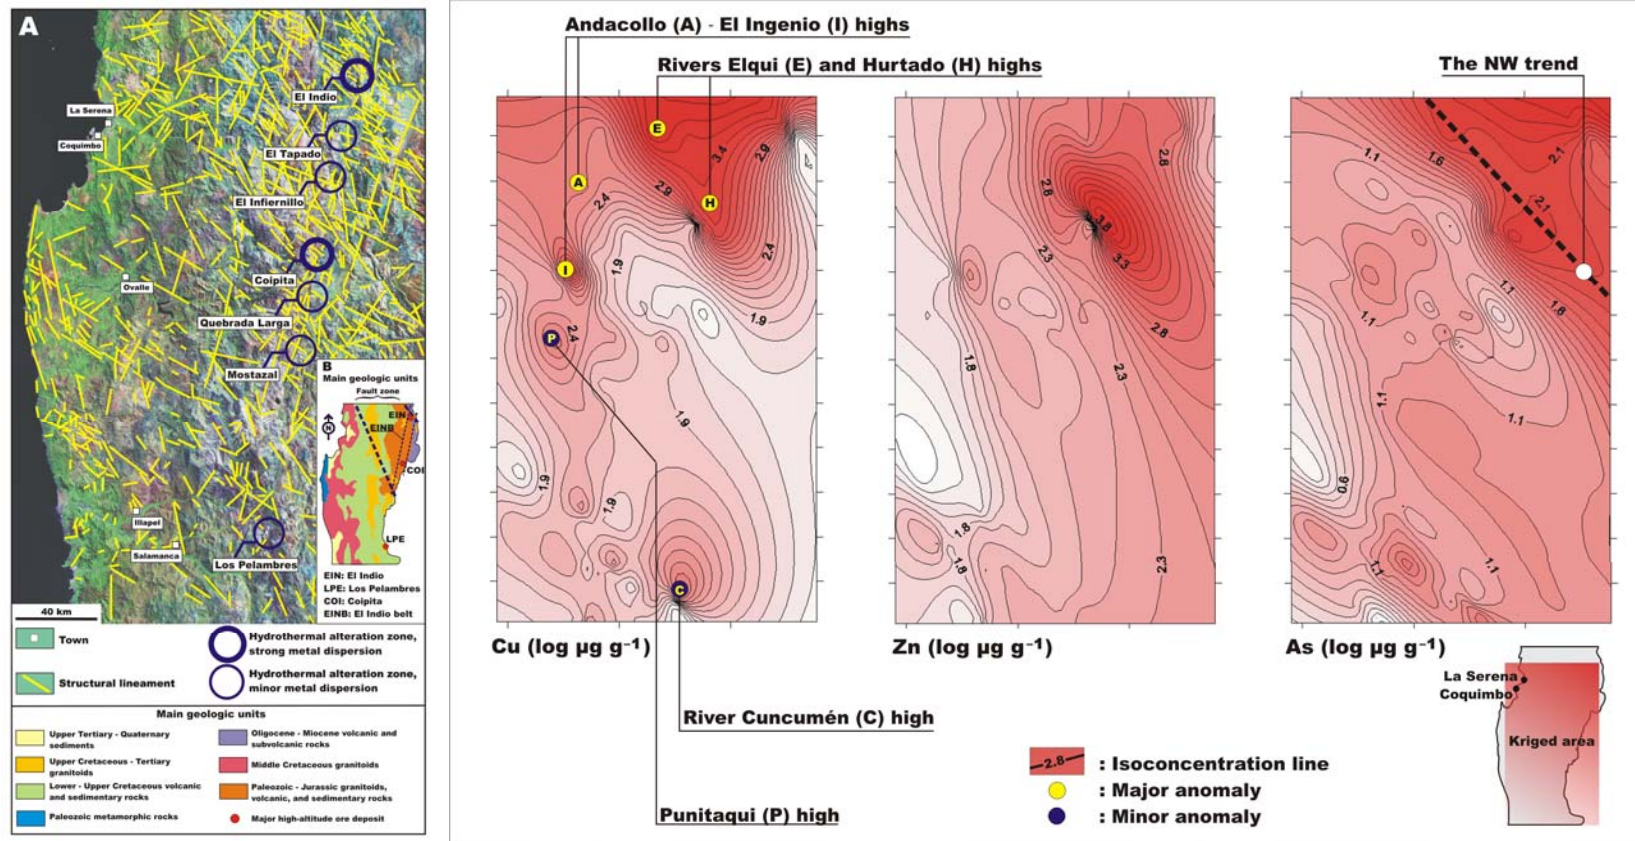 A
El Indio
La Serena
Coquimbo
El Tapado
El Infiernillo
Coipita
Ovalle
Quebrada Larga
Mostazal
B
Main geologic units
Fault zone
N
EIN
EINB
COI
LPE
Illapel
Salamanca
Los Pelambres
EIN: El Indio
LPE: Los Pelambres
COI: Coipita
EINB: El Indio belt
40 km
Town
Structural lineament
Hydrothermal alteration zone,
strong metal dispersion
Hydrothermal alteration zone,
minor metal dispersion
Main geologic units
Upper Tertiary - Quaternary
sediments
Upper Cretaceous - Tertiary
granitoids
Lower - Upper Cretaceous volcanic
and sedimentary rocks
Paleozoic metamorphic rocks
Oligocene - Miocene volcanic and
subvolcanic rocks
Middle Cretaceous granitoids
Paleozoic - Jurassic granitoids,
volcanic, and sedimentary rocks
Major high-altitude ore deposit
Andacollo (A) - El Ingenio (I) highs
Rivers Elqui (E) and Hurtado (H) highs
The NW trend
E
A
H
I
P
C
3.4
2.9
2.9
2.4
2.4
1.9
1.9
2.4
1.9
1.9
1.9
Cu (log µg g⁻¹)
2.8
2.8
3.8
3.3
2.3
2.8
1.8
2.3
1.8
1.8
2.3
Zn (log µg g⁻¹)
1.1
1.6
2.1
2.1
1.1
1.6
1.1
1.1
1.1
0.6
1.1
1.1
As (log µg g⁻¹)
River Cuncumén (C) high
Punitaqui (P) high
2.8
: Isoconcentration line
: Major anomaly
: Minor anomaly
La Serena
Coquimbo
Kriged area